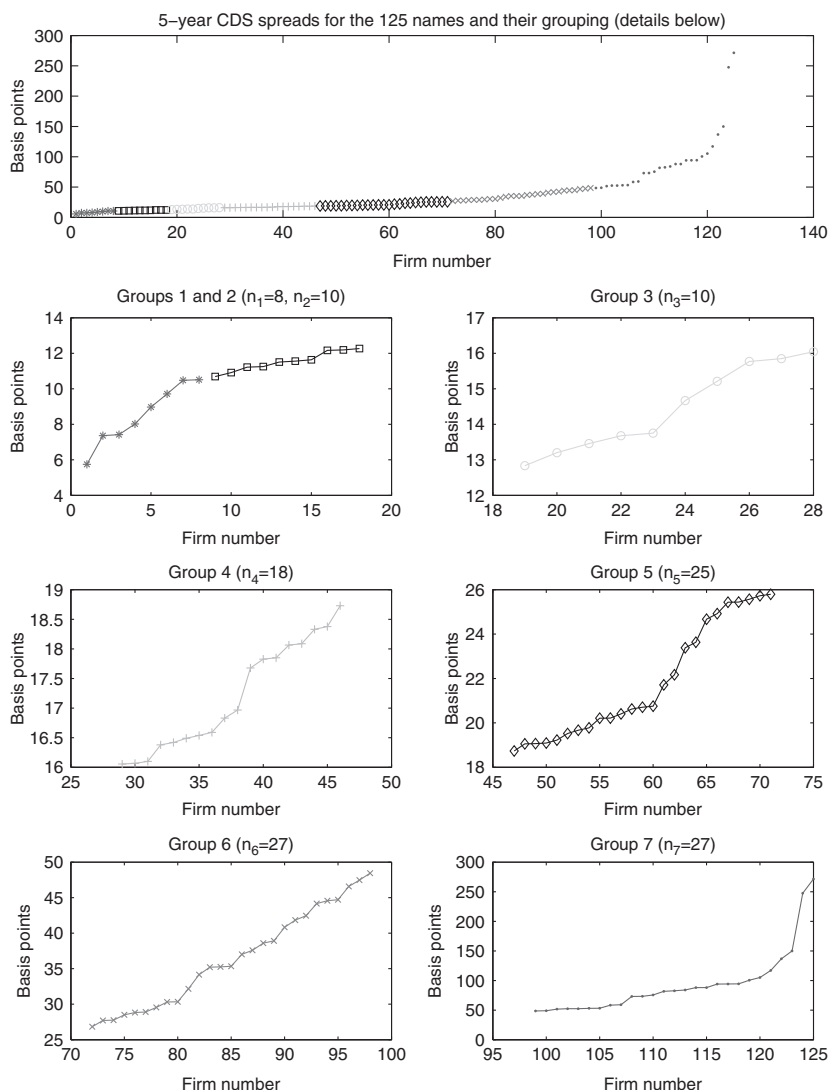 5−year CDS spreads for the 125 names and their grouping (details below)
300
250
200
150
100
50
0
Basis points
0 20 40 60 80 100 120 140
Firm number
Groups 1 and 2 (n1=8, n2=10)
14
12
10
8
6
4
Basis points
0 5 10 15 20
Firm number
Group 3 (n3=10)
17
16
15
14
13
12
Basis points
18 20 22 24 26 28
Firm number
Group 4 (n4=18)
19
18.5
18
17.5
17
16.5
16
Basis points
25 30 35 40 45 50
Firm number
Group 5 (n5=25)
26
24
22
20
18
Basis points
45 50 55 60 65 70 75
Firm number
Group 6 (n6=27)
50
45
40
35
30
25
Basis points
70 75 80 85 90 95 100
Firm number
Group 7 (n7=27)
300
250
200
150
100
50
0
Basis points
95 100 105 110 115 120 125
Firm number